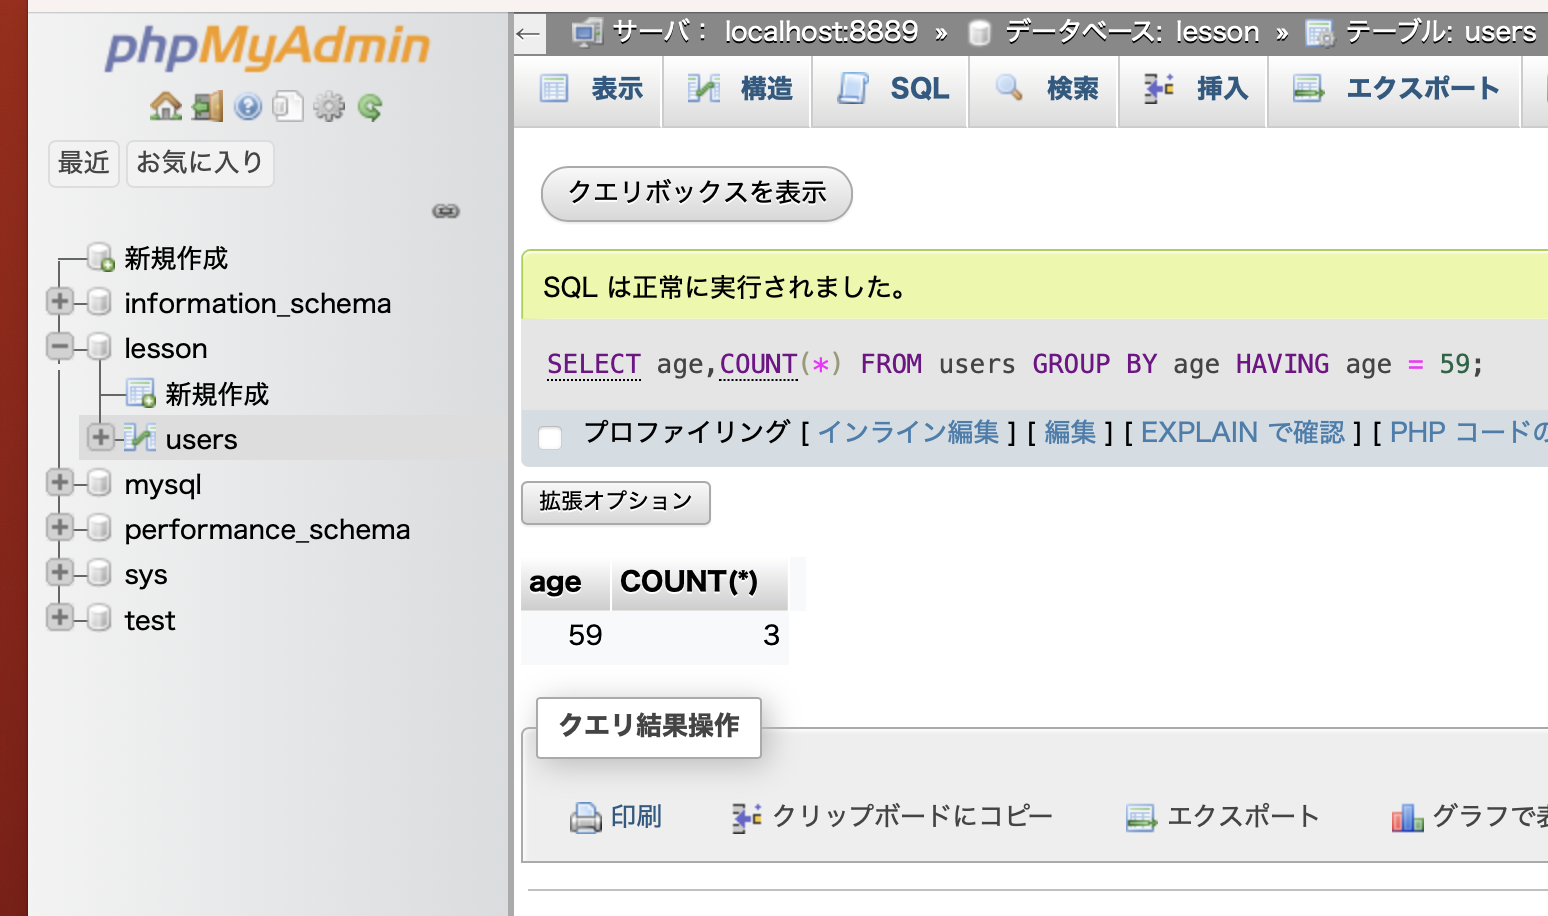 phpMyAdmin
最近 お気に入り
新規作成
information_schema
lesson
新規作成
users
mysql
performance_schema
sys
test
← サーバ： localhost:8889 » データベース: lesson » テーブル: users
表示 構造 SQL 検索 挿入 エクスポート
クエリボックスを表示
SQL は正常に実行されました。
SELECT age,COUNT(*) FROM users GROUP BY age HAVING age = 59;
プロファイリング [ インライン編集 ] [ 編集 ] [ EXPLAIN で確認 ] [ PHP コードの
拡張オプション
age COUNT(*)
59 3
クエリ結果操作
印刷 クリップボードにコピー エクスポート グラフで表